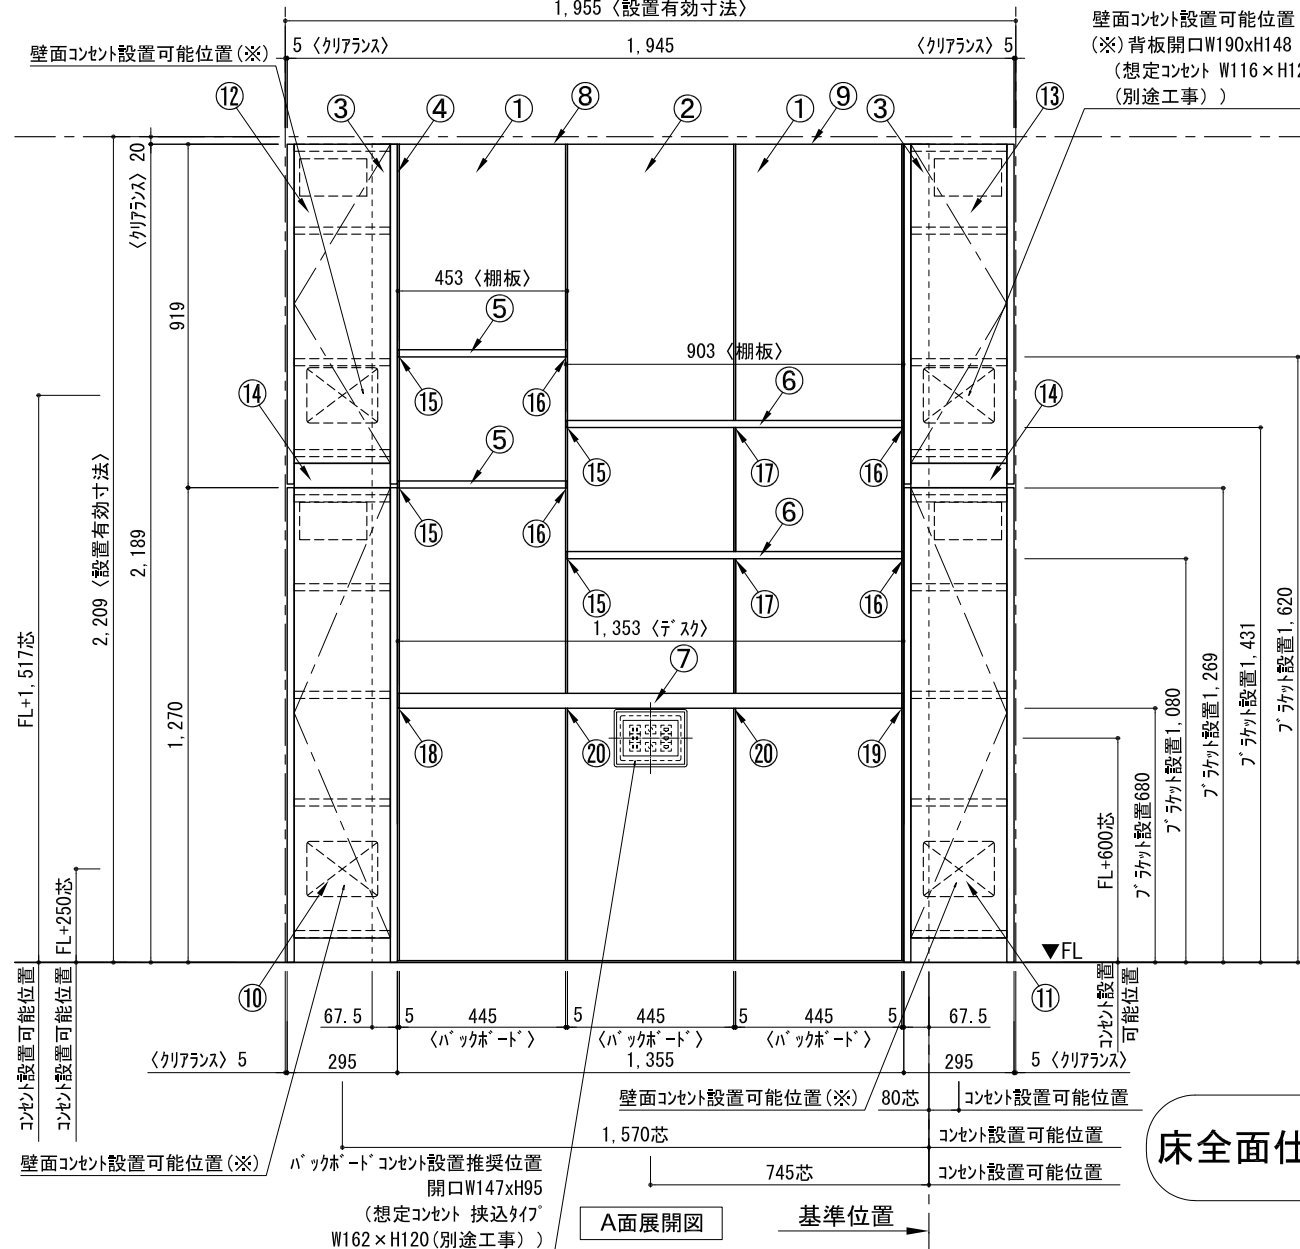 1,955〈設置有効寸法〉
壁面コンセント設置可能位置
(※)背板開口W190xH148
(想定コンセント W116×H12
(別途工事))
壁面コンセント設置可能位置(※)
5〈クリアランス〉
1,945
〈クリアランス〉5
⑫
③
④
①
⑧
②
①
⑨
③
⑬
〈クリアランス〉20
919
453〈棚板〉
⑤
903〈棚板〉
⑥
⑭
⑮
⑯
⑭
⑤
⑮
⑰
⑯
⑮
⑯
⑥
⑮
⑰
⑯
2,209〈設置有効寸法〉
2,189
1,353〈デスク〉
⑦
FL+1,517芯
1,270
⑱
⑳
⑳
⑲
ブラケット設置1,620
ブラケット設置1,431
ブラケット設置1,269
ブラケット設置1,080
ブラケット設置680
FL+600芯
FL+250芯
▼FL
コンセント設置可能位置
コンセント設置可能位置
コンセント設置
可能位置
⑩
⑪
67.5
5
445
5
445
5
445
5
67.5
〈バックボード〉
〈バックボード〉
〈バックボード〉
〈クリアランス〉5
295
1,355
295
5〈クリアランス〉
壁面コンセント設置可能位置(※)
80芯
コンセント設置可能位置
1,570芯
コンセント設置可能位置
745芯
コンセント設置可能位置
壁面コンセント設置可能位置(※)
バックボードコンセント設置推奨位置
開口W147xH95
(想定コンセント 挟込タイプ
W162×H120(別途工事))
A面展開図
基準位置
床全面仕